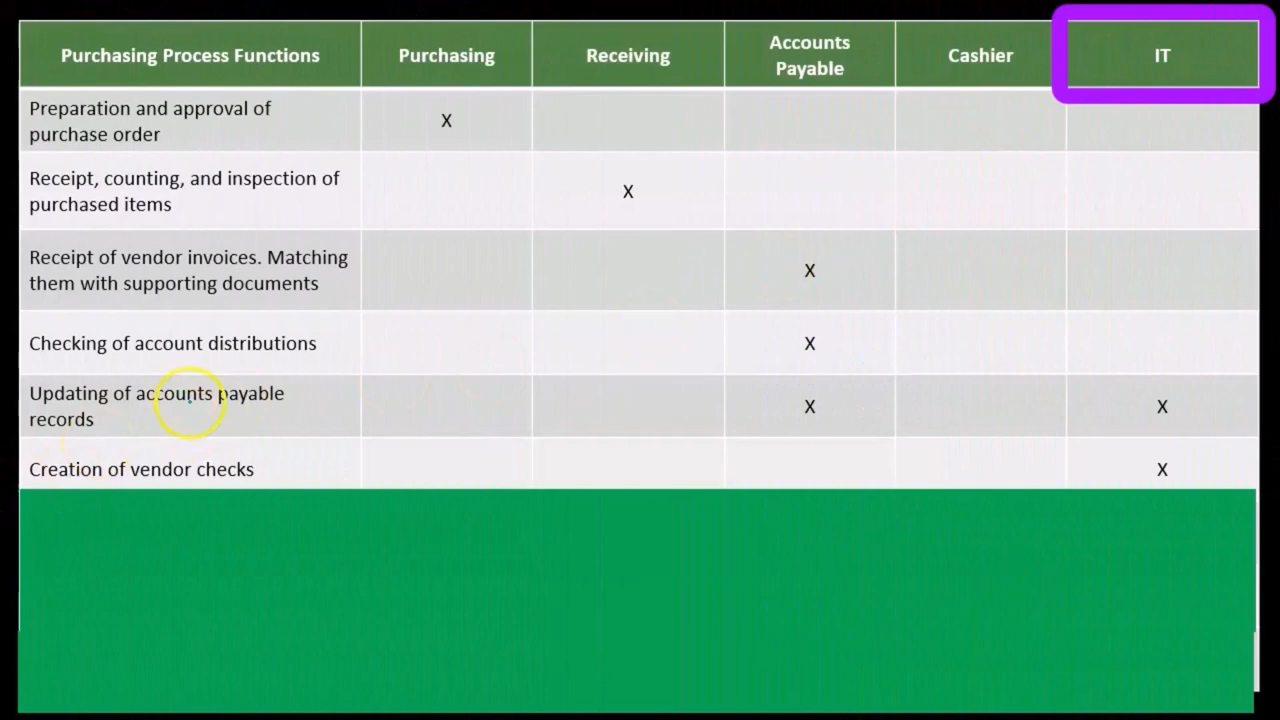 Purchasing Process Functions
Purchasing
Receiving
Accounts
Payable
Cashier
IT
Preparation and approval of
purchase order
X
Receipt, counting, and inspection of
purchased items
X
Receipt of vendor invoices. Matching
them with supporting documents
X
Checking of account distributions
X
Updating of accounts payable
records
X
X
Creation of vendor checks
X